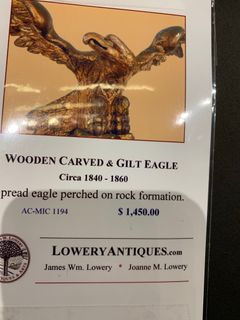 WOODEN CARVED & GILT EAGLE
Circa 1840 - 1860
pread eagle perched on rock formation.
AC-MIC 1194 $ 1,450.00
LOWERYANTIQUES.com
James Wm. Lowery * Joanne M. Lowery